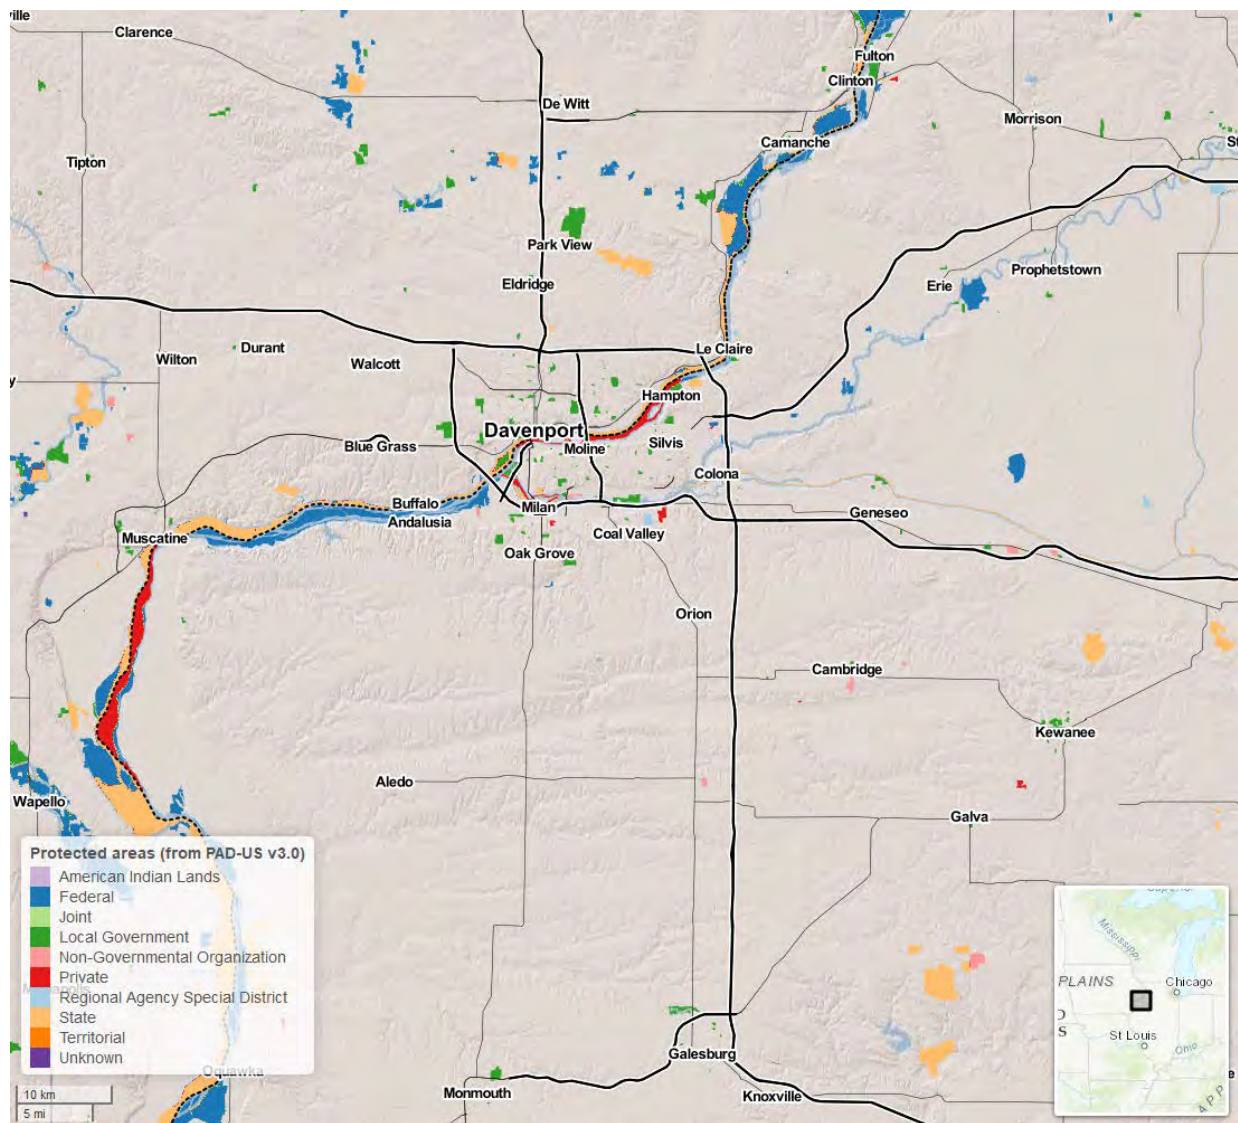 ville
Clarence
Fulton
Clinton
De Witt
Morrison
Camanche
St
Tipton
Park View
Prophetstown
Eldridge
Erie
Le Claire
Durant
Wilton
Walcott
y
Hampton
Davenport
Silvis
Blue Grass
Moline
Colona
Buffalo
Milan
Geneseo
Andalusia
Coal Valley
Muscatine
Oak Grove
Orion
Cambridge
Kewanee
Aledo
Wapello
Galva
Protected areas (from PAD-US v3.0)
American Indian Lands
Federal
Joint
Local Government
Non-Governmental Organization
Private
Regional Agency Special District
State
Territorial
Unknown
Oquawka
Galesburg
Monmouth
Knoxville
10 km
5 mi
Superior
Mississippi
PLAINS
Chicago
St Louis
Ohio
A P P
S
e